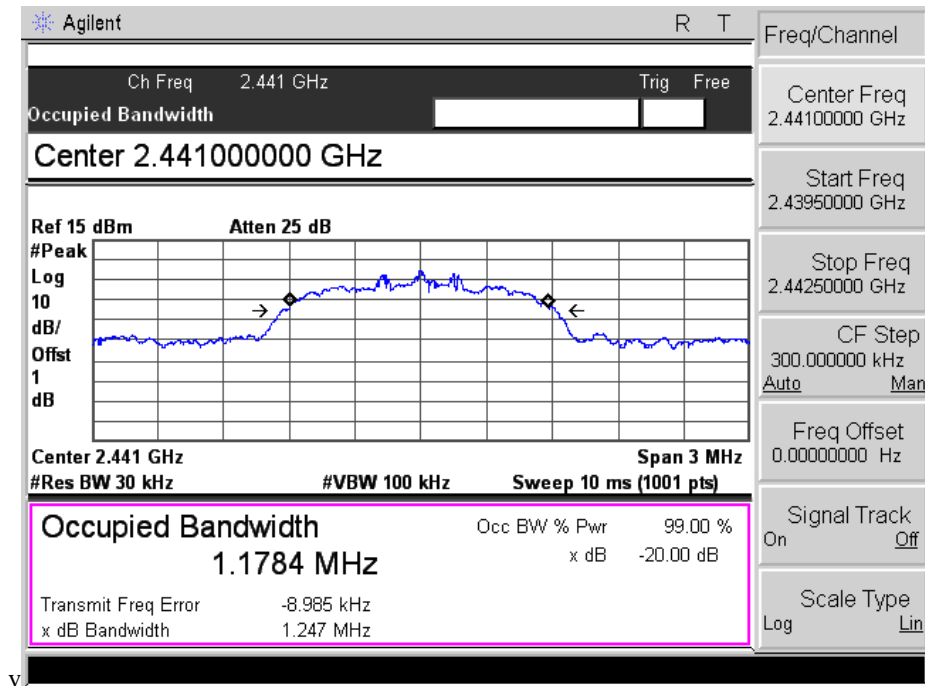 Agilent R T
Freq/Channel
Ch Freq 2.441 GHz Trig Free
Occupied Bandwidth
Center 2.441000000 GHz
Center Freq
2.44100000 GHz
Start Freq
2.43950000 GHz
Stop Freq
2.44250000 GHz
CF Step
300.000000 kHz
Auto Man
Freq Offset
0.00000000 Hz
Signal Track
On Off
Scale Type
Log Lin
Ref 15 dBm Atten 25 dB
#Peak
Log
10
dB/
Offst
1
dB
Center 2.441 GHz Span 3 MHz
#Res BW 30 kHz #VBW 100 kHz Sweep 10 ms (1001 pts)
Occupied Bandwidth Occ BW % Pwr 99.00 %
1.1784 MHz x dB -20.00 dB
Transmit Freq Error -8.985 kHz
x dB Bandwidth 1.247 MHz
v